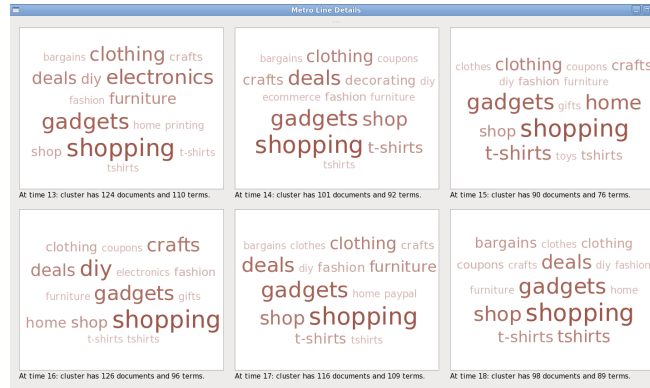 Metro Line Details
bargains clothing crafts
deals diy electronics
fashion furniture
gadgets home printing
shop shopping t-shirts
tshirts
At time 13: cluster has 124 documents and 110 terms.
bargains clothing coupons
crafts deals decorating diy
ecommerce fashion furniture
gadgets shop
shopping t-shirts
tshirts
At time 14: cluster has 101 documents and 92 terms.
clothes clothing coupons crafts
diy fashion furniture
gadgets gifts home
shop shopping
t-shirts toys tshirts
At time 15: cluster has 90 documents and 76 terms.
clothing coupons crafts
deals diy electronics fashion
furniture gadgets gifts
home shop shopping
t-shirts tshirts
At time 16: cluster has 126 documents and 96 terms.
bargains clothes clothing crafts
deals diy fashion furniture
gadgets home paypal
shop shopping
t-shirts tshirts
At time 17: cluster has 116 documents and 109 terms.
bargains clothes clothing
coupons crafts deals diy fashion
furniture gadgets home
shop shopping
t-shirts tshirts
At time 18: cluster has 98 documents and 89 terms.